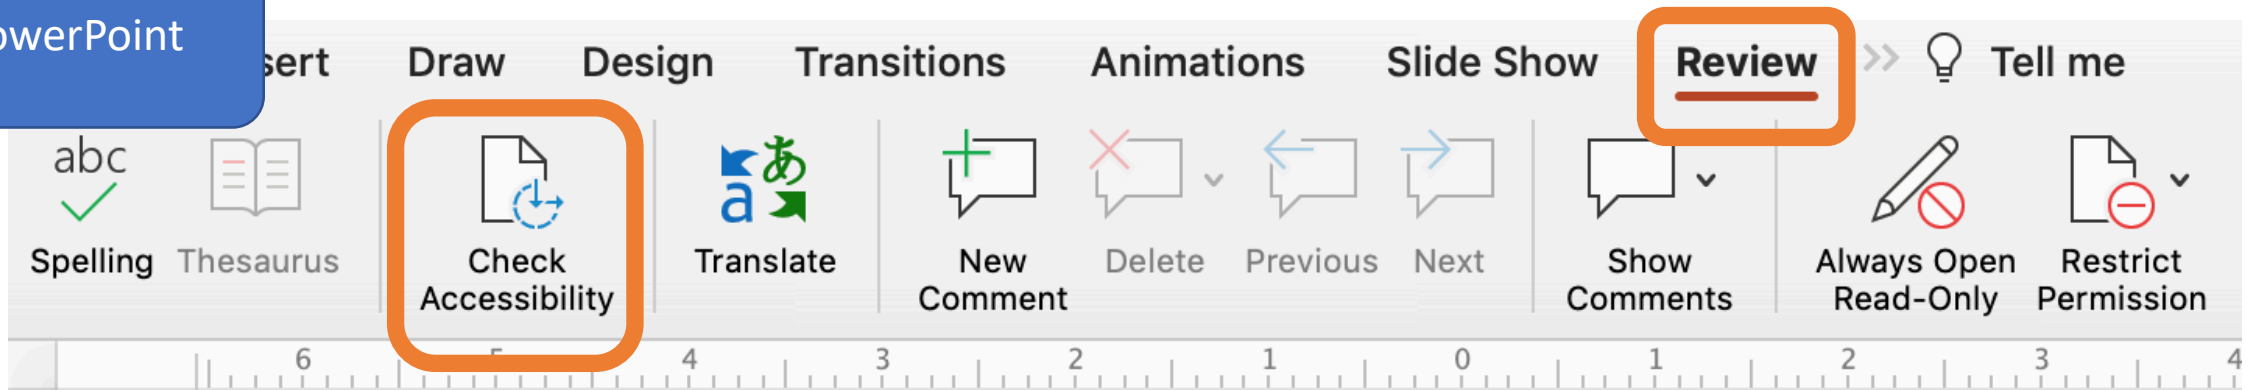 owerPoint
sert Draw Design Transitions Animations Slide Show Review Tell me
abc
あ
a
Spelling Thesaurus Check Accessibility Translate New Comment Delete Previous Next Show Comments Always Open Read-Only Restrict Permission
6 4 3 2 1 0 1 2 3 4